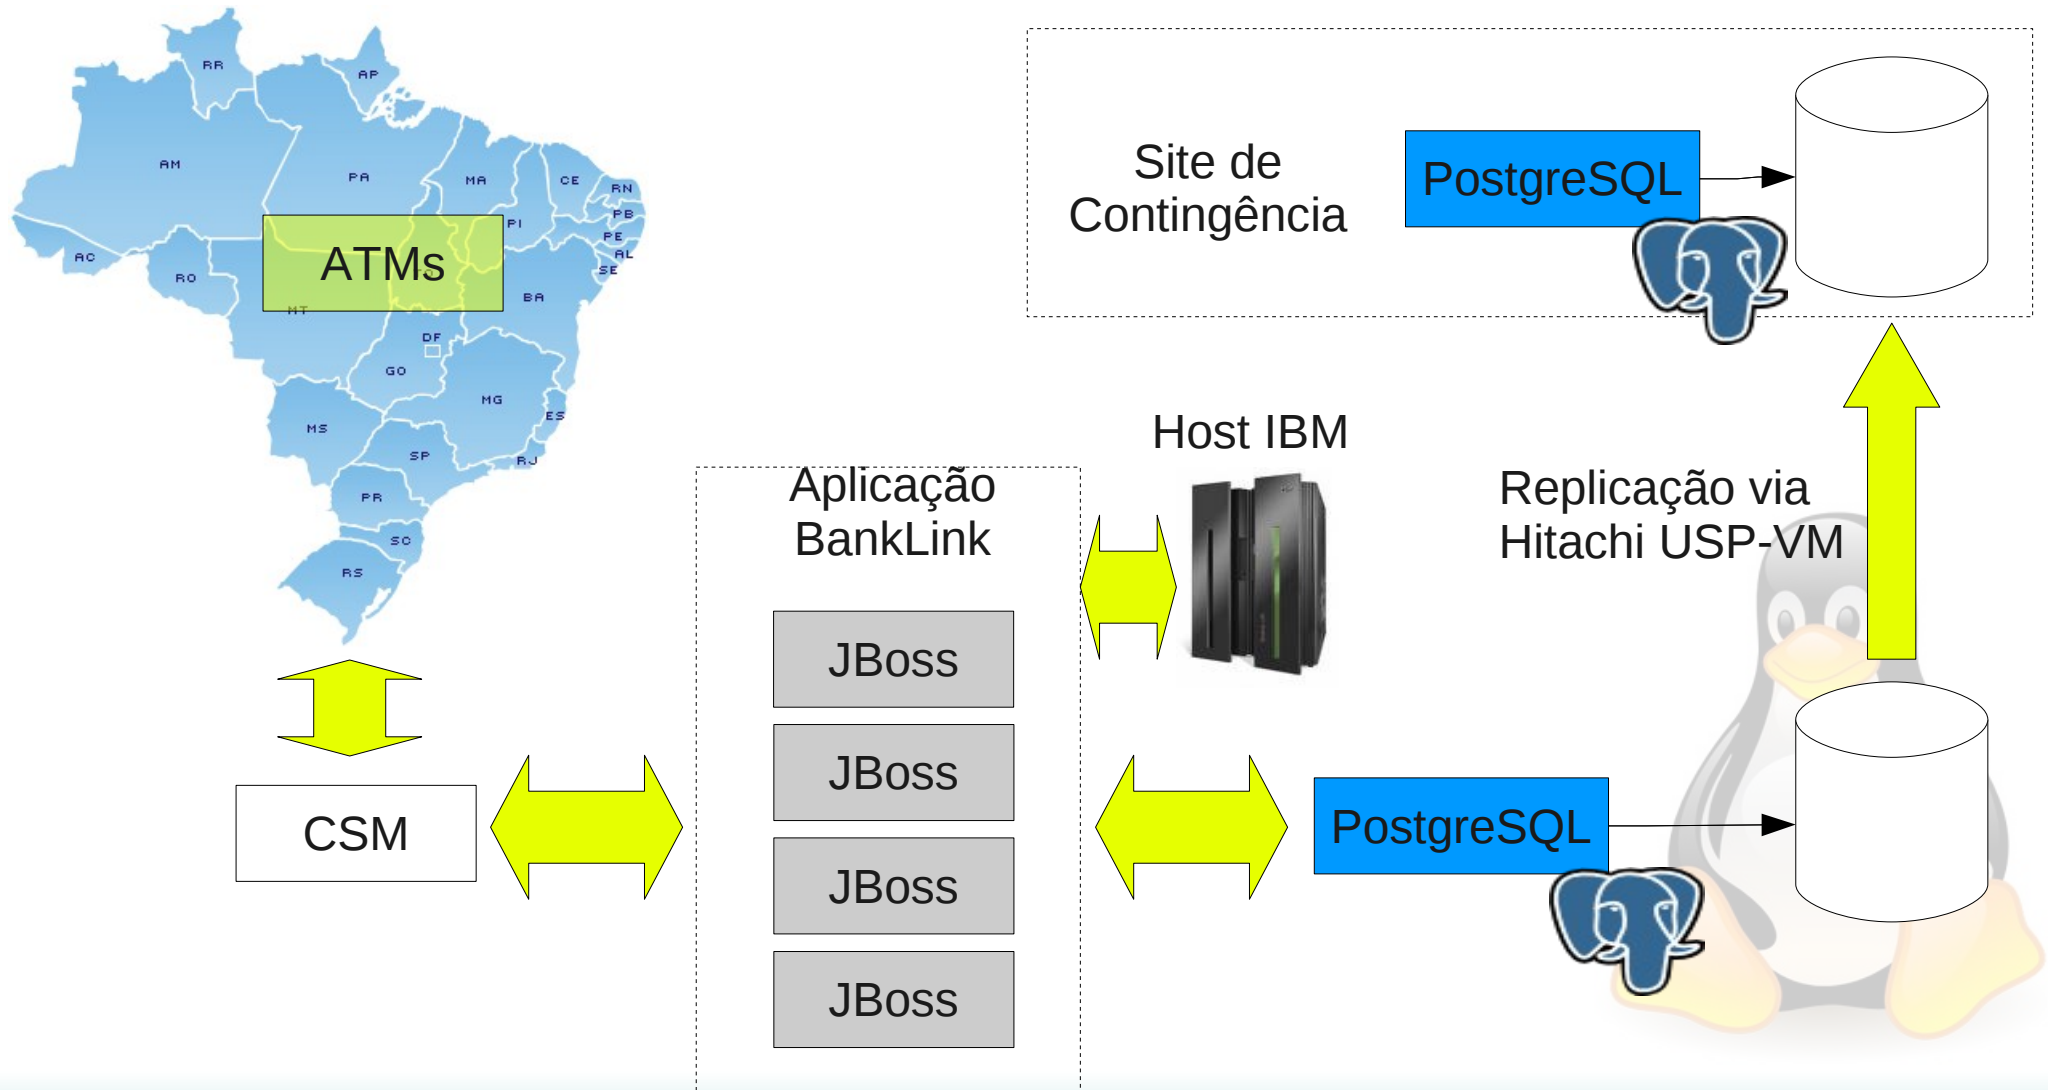 RR
AP
AM
PA
MA
CE
RN
PB
PI
PE
AL
SE
AC
RO
ATMs
MT
BA
DF
GO
MG
ES
MS
SP
RJ
PR
SC
RS
CSM
Aplicação
BankLink
JBoss
JBoss
JBoss
JBoss
Host IBM
Site de
Contingência
PostgreSQL
Replicação via
Hitachi USP-VM
PostgreSQL